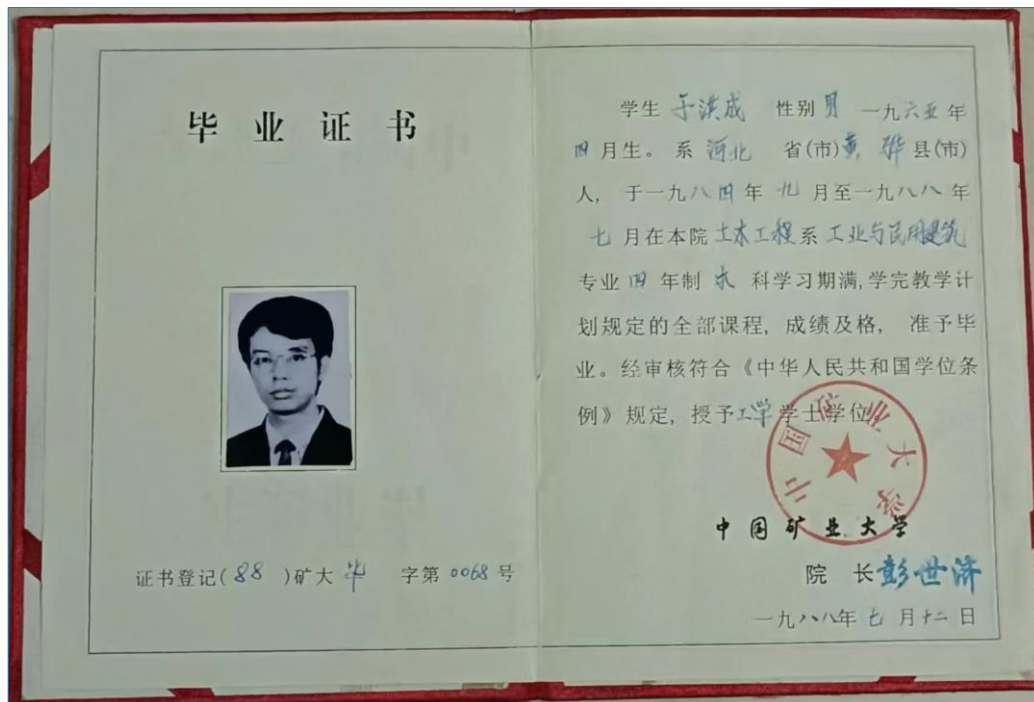 毕业证书
证书登记(88)矿大毕 字第0068号
学生 于洪成 性别 男 一九六五年
四月生。系 河北 省(市)黄骅县(市)
人, 于一九八四年 九 月至一九八八年
七 月在本院 土木工程 系 工业与民用建筑
专业 四 年制 本 科学习期满,学完教学计
划规定的全部课程, 成绩及格, 准予毕
业。经审核符合《中华人民共和国学位条
例》规定, 授予工学学士学位
中国矿业大学
中国矿业大学
院 长 彭世济
一九八八年 七 月十二日